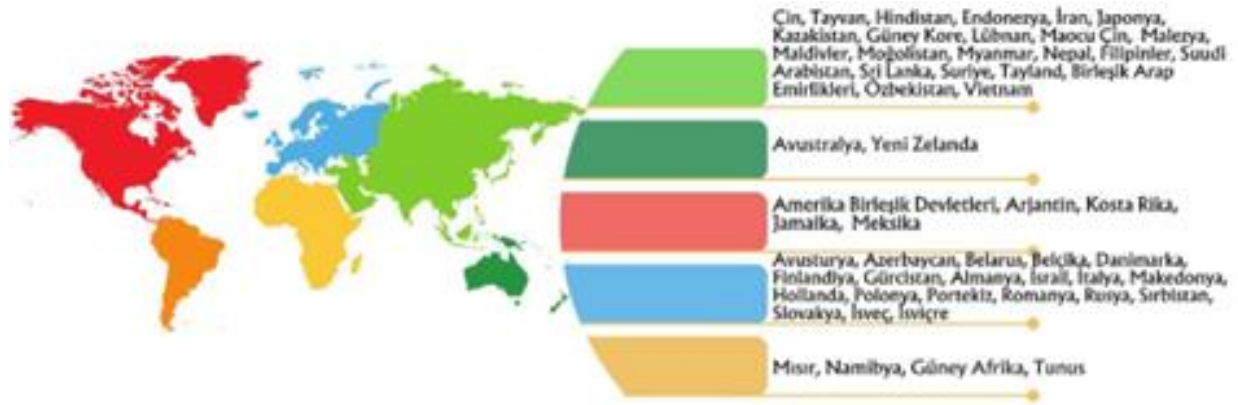 Çin, Tayvan, Hindistan, Endonezya, İran, Japonya,
Kazakistan, Güney Kore, Lübnan, Maocu Çin, Malezya,
Maldivler, Moğolistan, Myanmar, Nepal, Filipinler, Suudi
Arabistan, Sri Lanka, Suriye, Tayland, Birleşik Arap
Emirlikleri, Özbekistan, Vietnam
Avustralya, Yeni Zelanda
Amerika Birleşik Devletleri, Arjantin, Kosta Rika,
Jamaika, Meksika
Avusturya, Azerbaycan, Belarus, Belçika, Danimarka,
Finlandiya, Gürcistan, Almanya, İsrail, İtalya, Makedonya,
Hollanda, Polonya, Portekiz, Romanya, Rusya, Sırbistan,
Slovakya, İsveç, İsviçre
Mısır, Namibya, Güney Afrika, Tunus